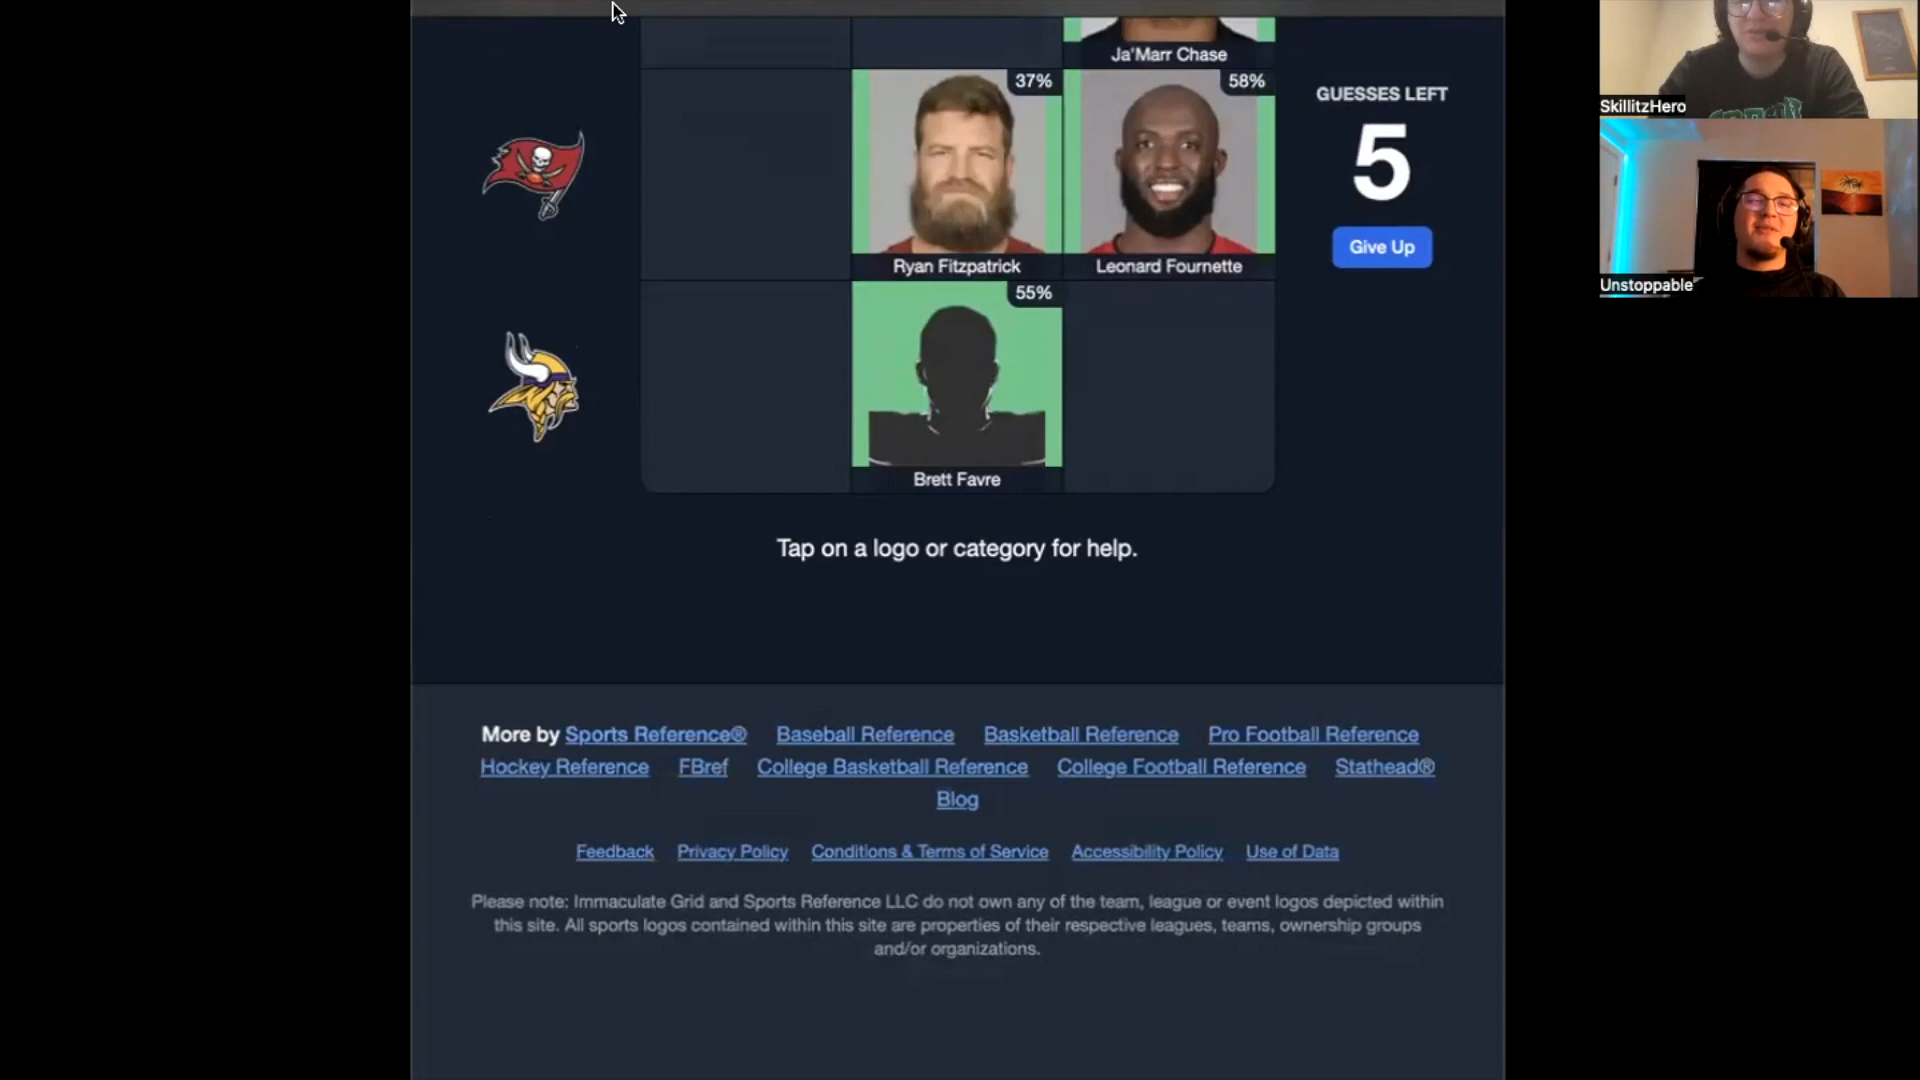 Ja'Marr Chase
37%
58%
GUESSES LEFT
5
Give Up
Ryan Fitzpatrick
Leonard Fournette
55%
Brett Favre
Tap on a logo or category for help.
More by Sports Reference® Baseball Reference Basketball Reference Pro Football Reference
Hockey Reference FBref College Basketball Reference College Football Reference Stathead®
Blog
Feedback Privacy Policy Conditions & Terms of Service Accessibility Policy Use of Data
Please note: Immaculate Grid and Sports Reference LLC do not own any of the team, league or event logos depicted within
this site. All sports logos contained within this site are properties of their respective leagues, teams, ownership groups
and/or organizations.
SkillitzHero
Unstoppable